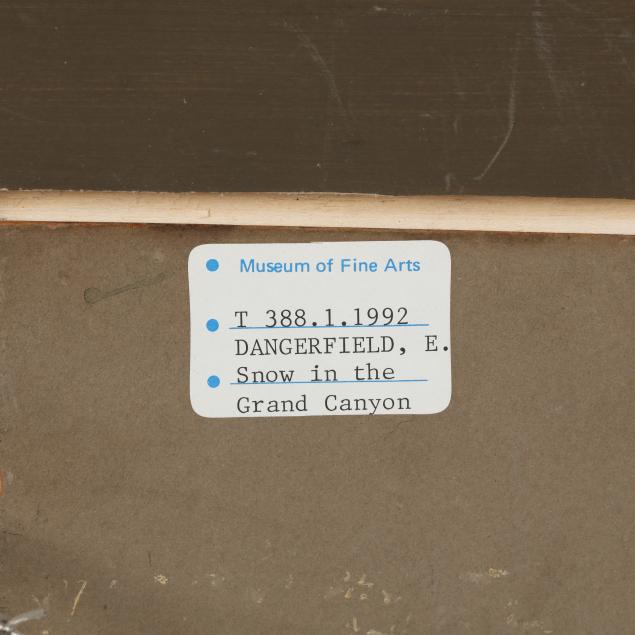 Museum of Fine Arts
T 388.1.1992
DANGERFIELD, E.
Snow in the
Grand Canyon